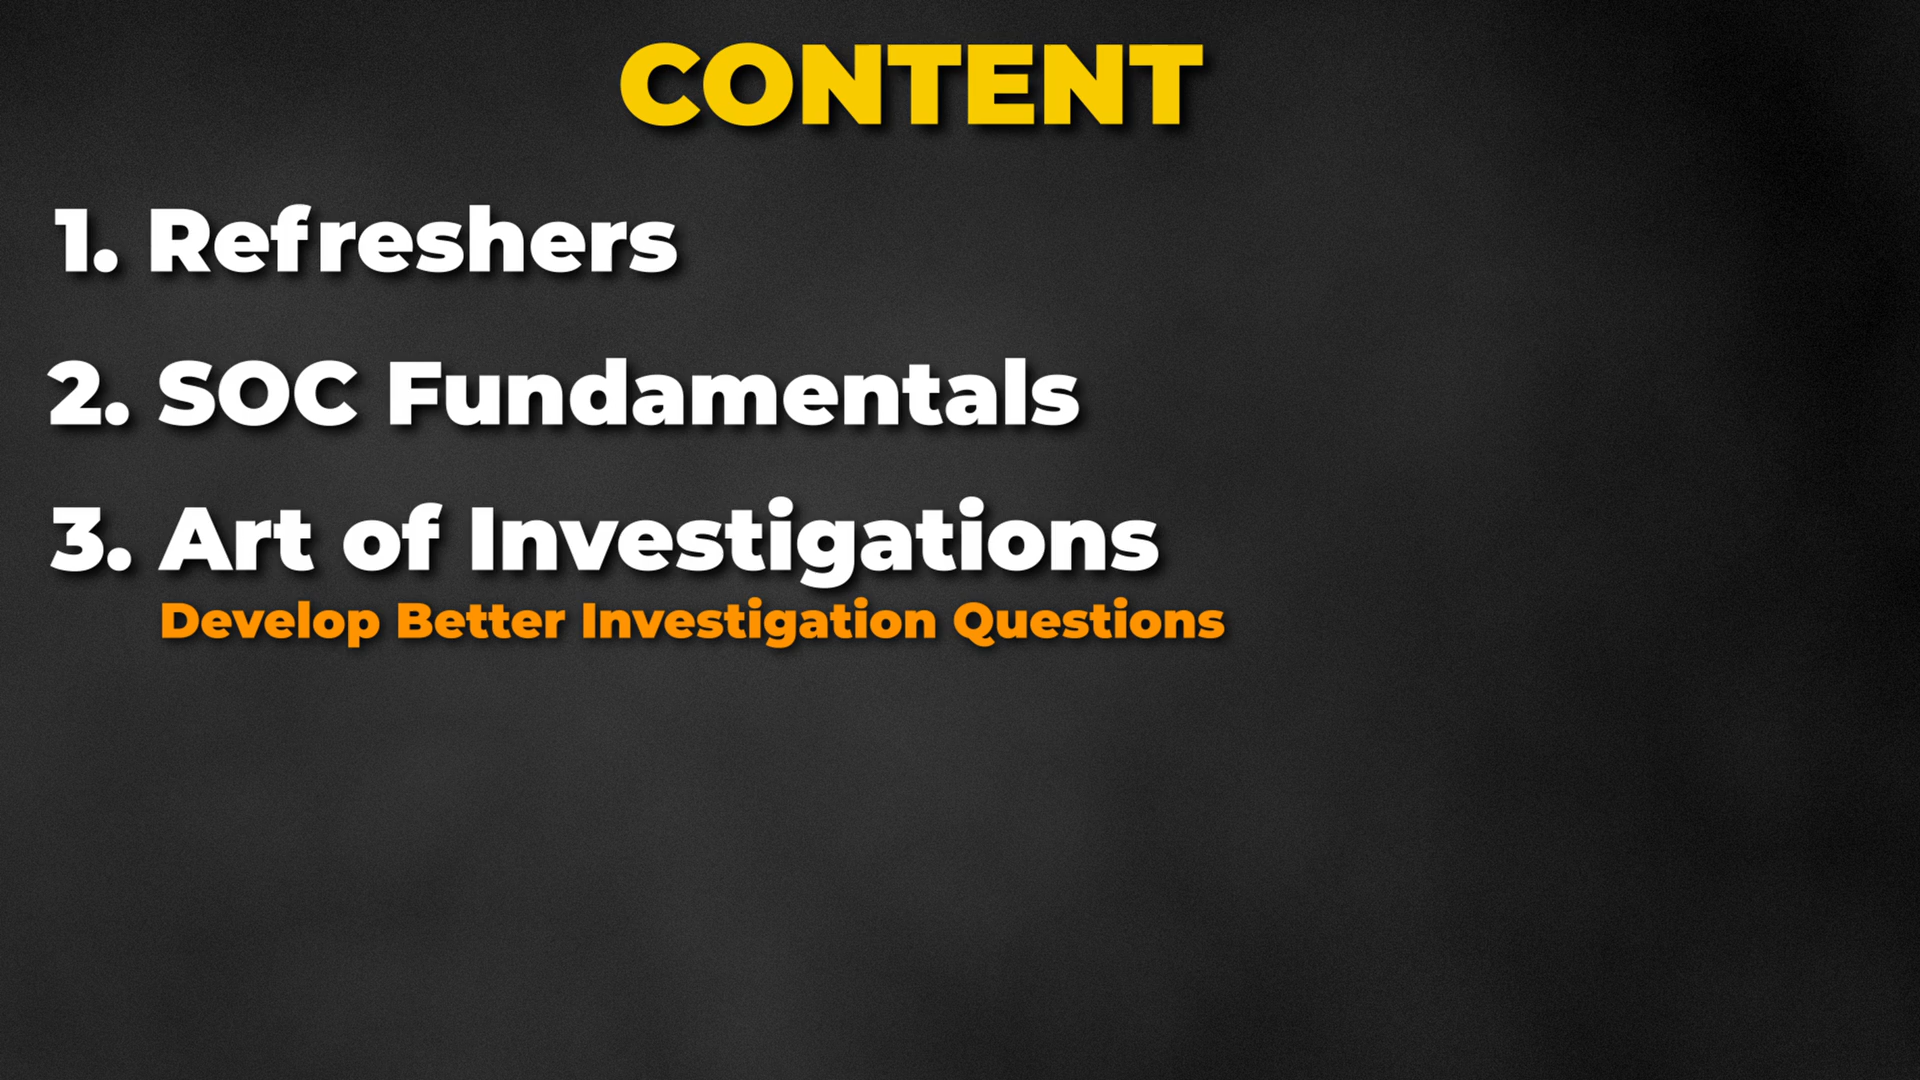 CONTENT
1. Refreshers
2. SOC Fundamentals
3. Art of Investigations
Develop Better Investigation Questions